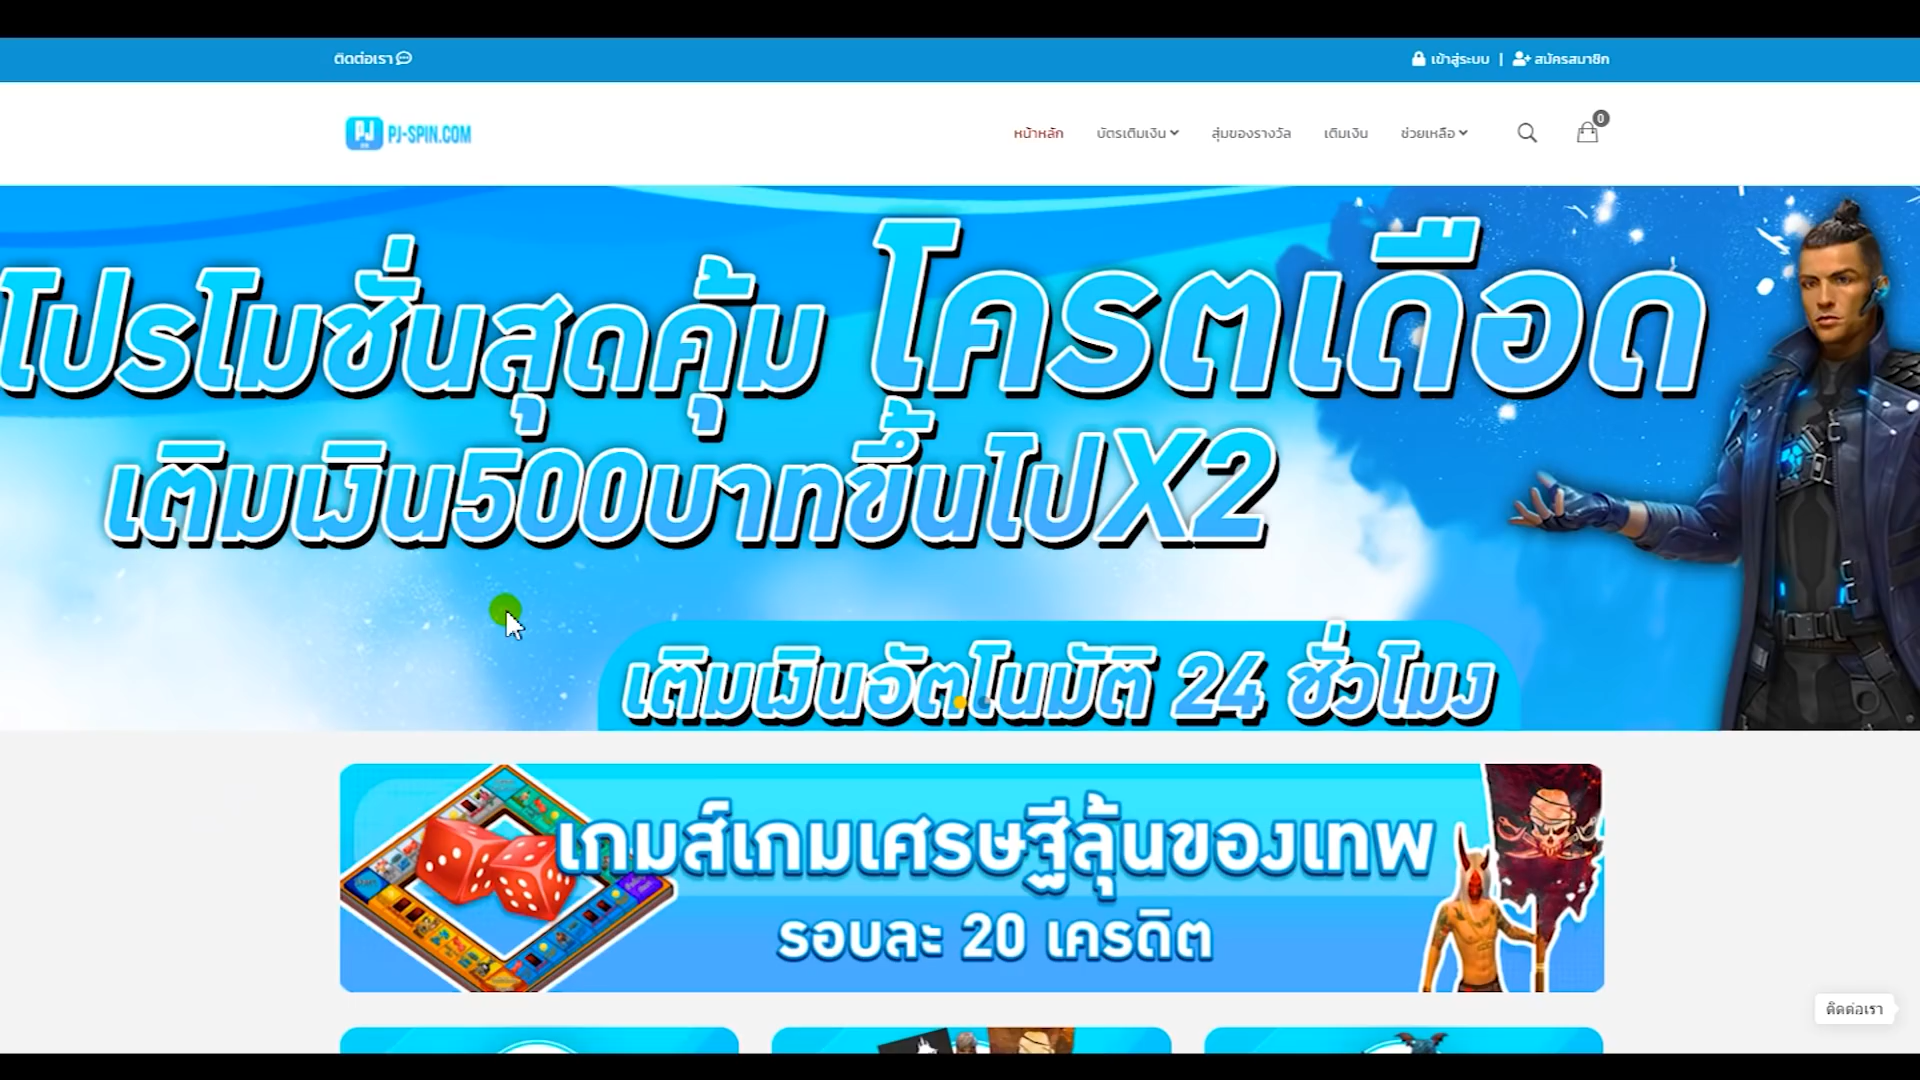 ติดต่อเรา
เข้าสู่ระบบ | สมัครสมาชิก
PJ PJ-SPIN.COM
หน้าหลัก บัตรเติมเงิน สุ่มของรางวัล เติมเงิน ช่วยเหลือ 0
โปรโมชั่นสุดคุ้ม โครตเดือด
เติมเงิน500บาทขึ้นไปX2
เติมเงินอัตโนมัติ 24 ชั่วโมง
เกมส์เกมเศรษฐีลุ้นของเทพ
รอบละ 20 เครดิต
ติดต่อเรา